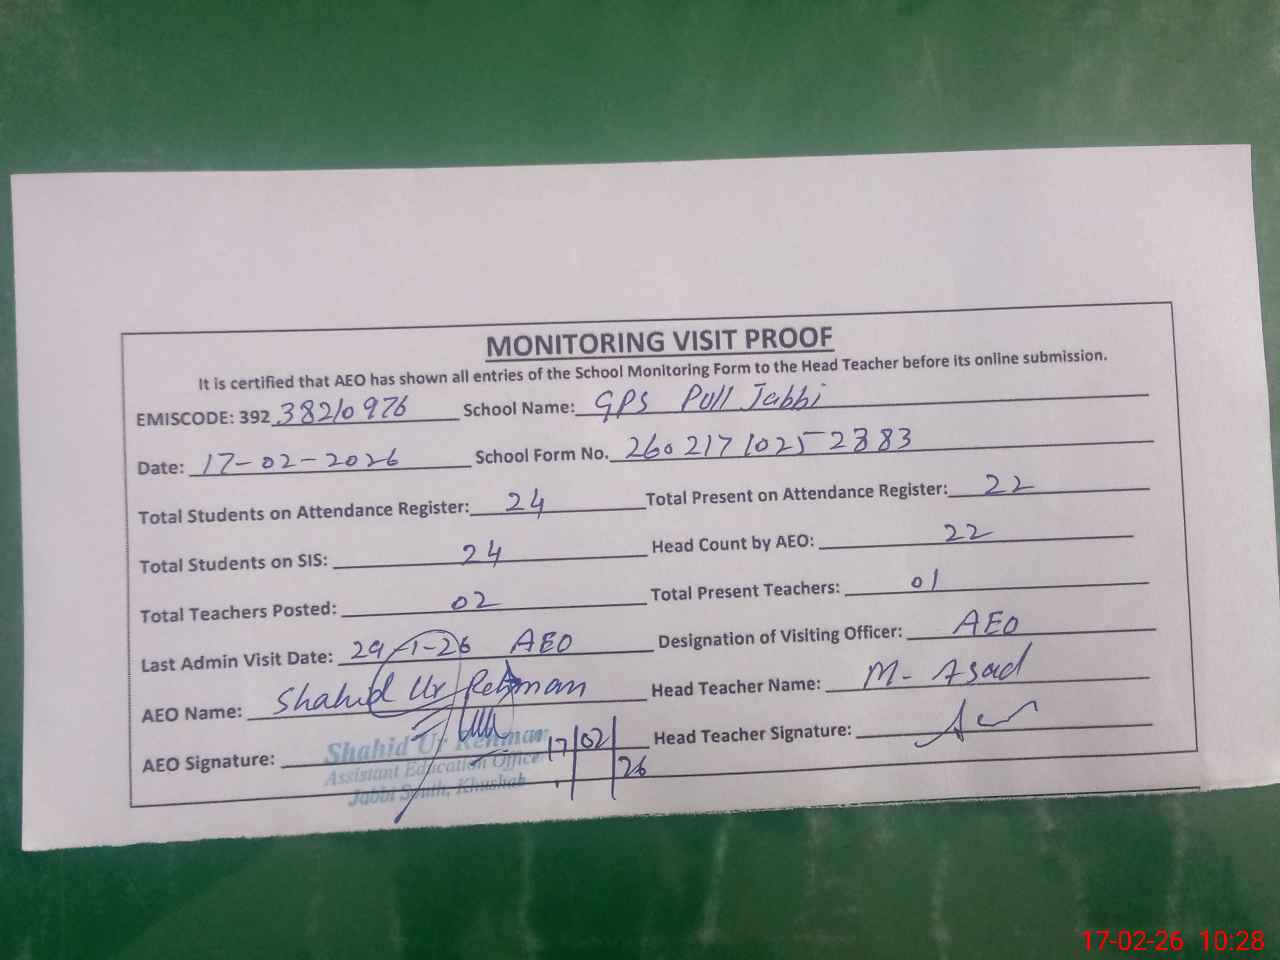 MONITORING VISIT PROOF
It is certified that AEO has shown all entries of the School Monitoring Form to the Head Teacher before its online submission.
EMISCODE: 392 38210976 School Name: GPS Pull Jabbi
Date: 17-02-2026 School Form No. 26021710252383
Total Students on Attendance Register: 24 Total Present on Attendance Register: 22
Total Students on SIS: 24 Head Count by AEO: 22
Total Teachers Posted: 02 Total Present Teachers: 01
Last Admin Visit Date: 29-1-26 AEO Designation of Visiting Officer: AEO
AEO Name: Shahid Ur Rehman Head Teacher Name: M. Asad
AEO Signature: 17/02/26 Head Teacher Signature:
Shahid Ur Rehman
Assistant Education Officer
Jabbi South, Khushab
17-02-26 10:28